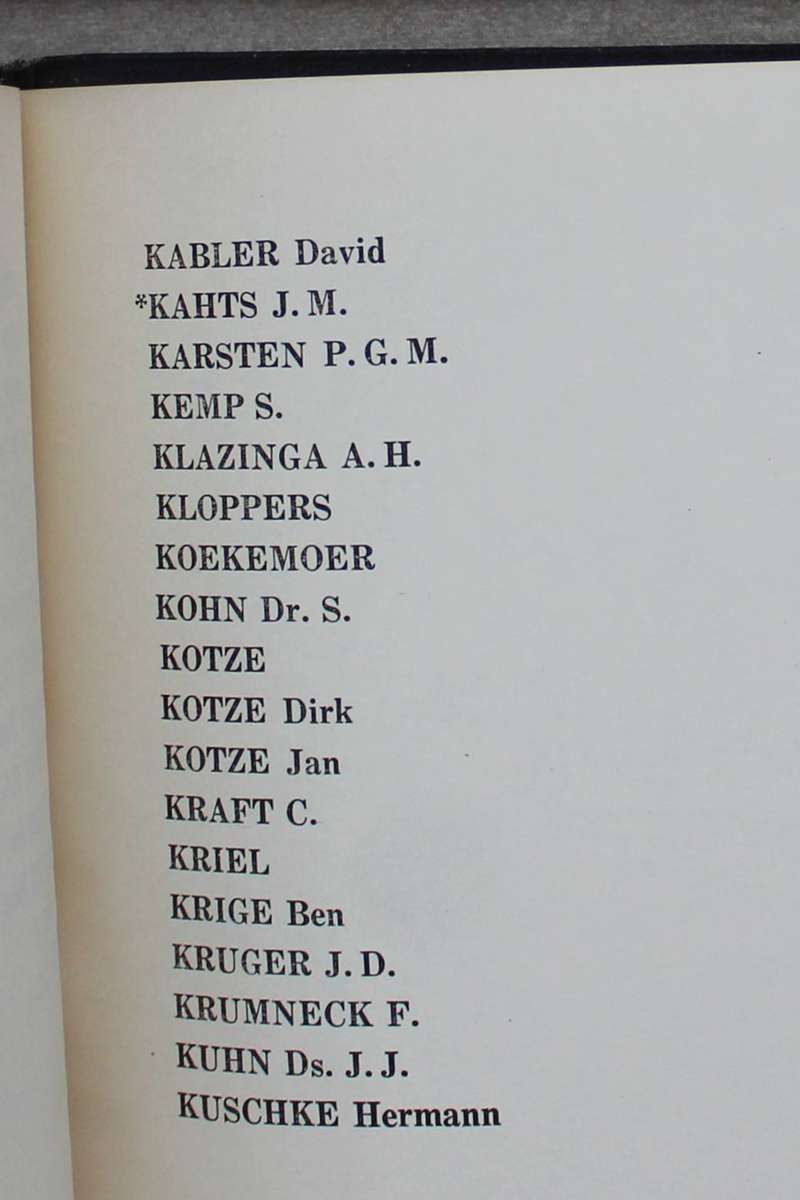 KABLER David
*KAHTS J. M.
KARSTEN P. G. M.
KEMP S.
KLAZINGA A. H.
KLOPPERS
KOEKEMOER
KOHN Dr. S.
KOTZE
KOTZE Dirk
KOTZE Jan
KRAFT C.
KRIEL
KRIGE Ben
KRUGER J. D.
KRUMNECK F.
KUHN Ds. J. J.
KUSCHKE Hermann